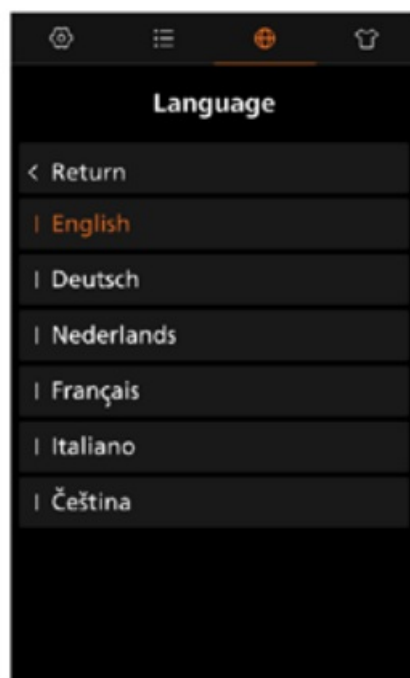 Language
< Return
| English
| Deutsch
| Nederlands
| Français
| Italiano
| Čeština